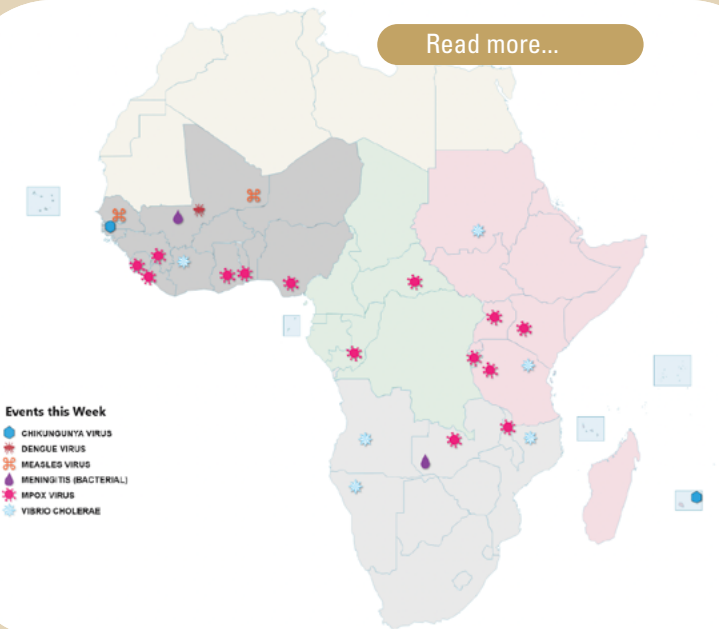 Read more...
Events this Week
CHIKUNGUNYA VIRUS
DENGUE VIRUS
MEASLES VIRUS
MENINGITIS (BACTERIAL)
MPOX VIRUS
VIBRIO CHOLERAE